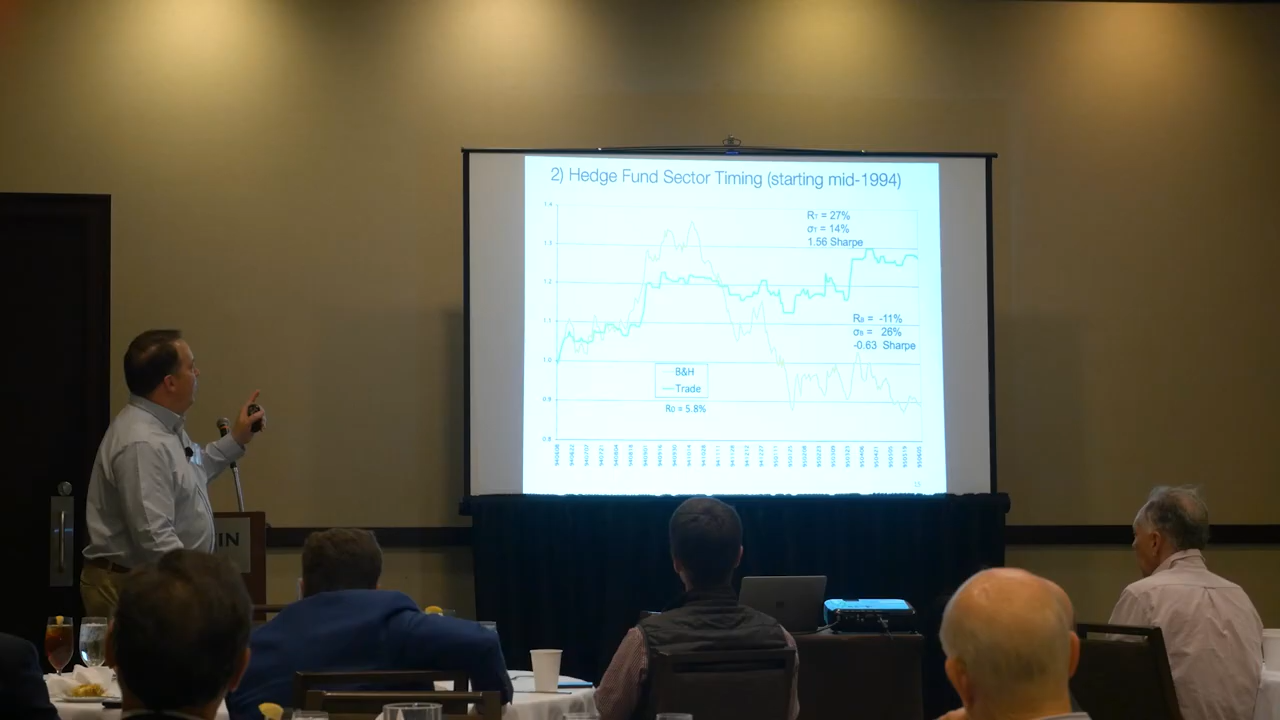 2) Hedge Fund Sector Timing (starting mid-1994)
1.4
RT = 27%
σT = 14%
1.56 Sharpe
1.3
1.2
1.1
RB = -11%
σB = 26%
-0.63 Sharpe
1.0
B&H
Trade
0.9
R0 = 5.8%
0.8
IN